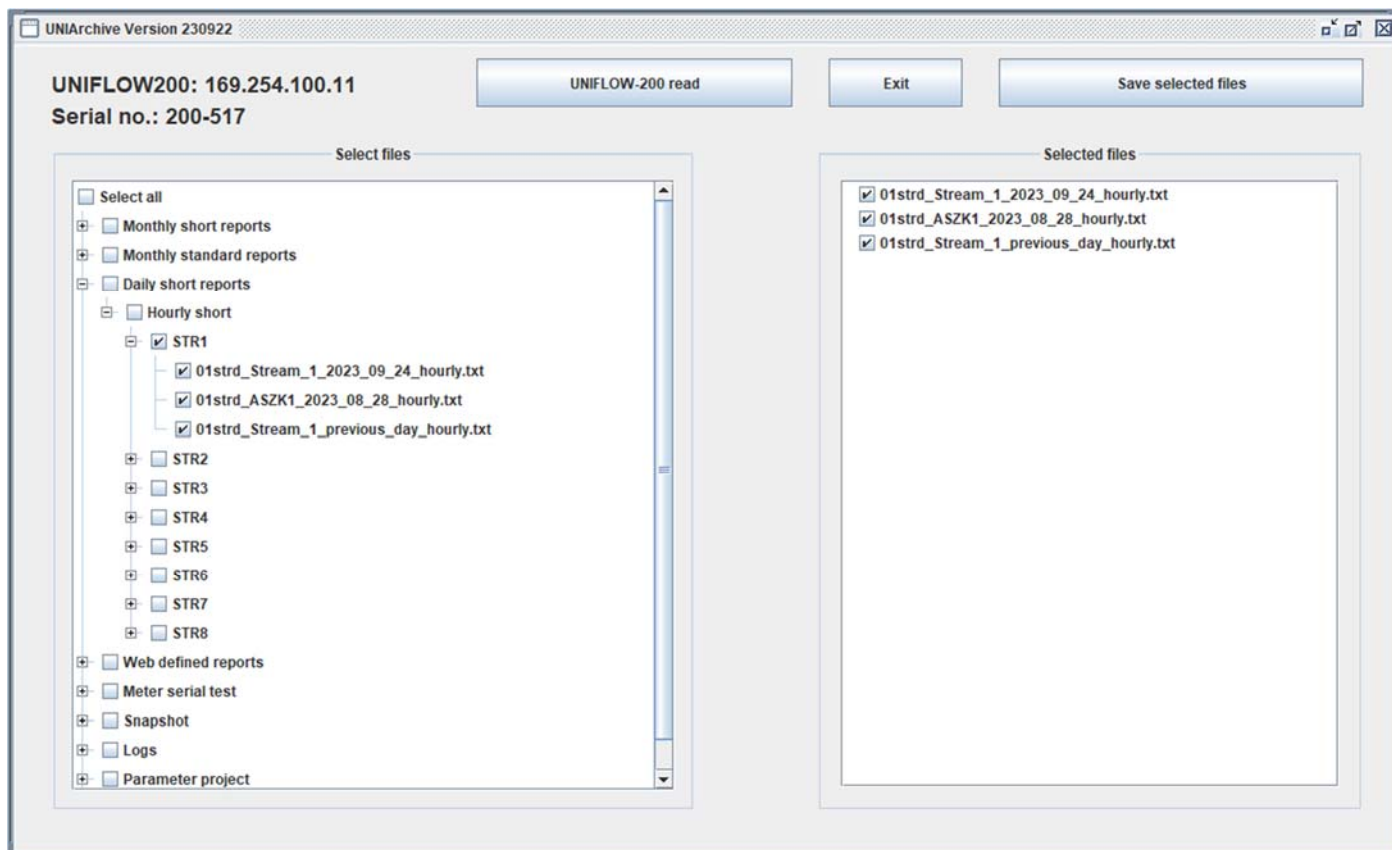 UNIArchive Version 230922
UNIFLOW200: 169.254.100.11
Serial no.: 200-517
UNIFLOW-200 read
Exit
Save selected files
Select files
Select all
Monthly short reports
Monthly standard reports
Daily short reports
Hourly short
STR1
01strd_Stream_1_2023_09_24_hourly.txt
01strd_ASZK1_2023_08_28_hourly.txt
01strd_Stream_1_previous_day_hourly.txt
STR2
STR3
STR4
STR5
STR6
STR7
STR8
Web defined reports
Meter serial test
Snapshot
Logs
Parameter project
Selected files
01strd_Stream_1_2023_09_24_hourly.txt
01strd_ASZK1_2023_08_28_hourly.txt
01strd_Stream_1_previous_day_hourly.txt